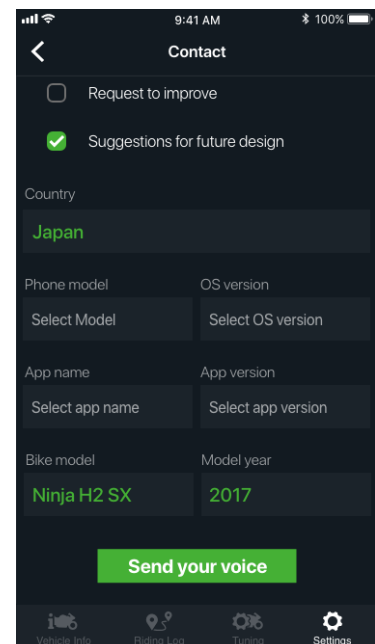 9:41 AM 100%
Contact
Request to improve
Suggestions for future design
Country
Japan
Phone model OS version
Select Model Select OS version
App name App version
Select app name Select app version
Bike model Model year
Ninja H2 SX 2017
Send your voice
Vehicle Info Riding Log Tuning Settings